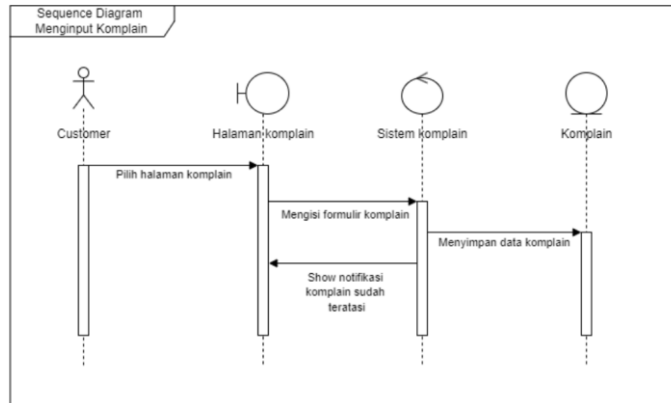 Sequence Diagram
Menginput Komplain
Customer
Halaman komplain
Sistem komplain
Komplain
Pilih halaman komplain
Mengisi formulir komplain
Menyimpan data komplain
Show notifikasi
komplain sudah
teratasi